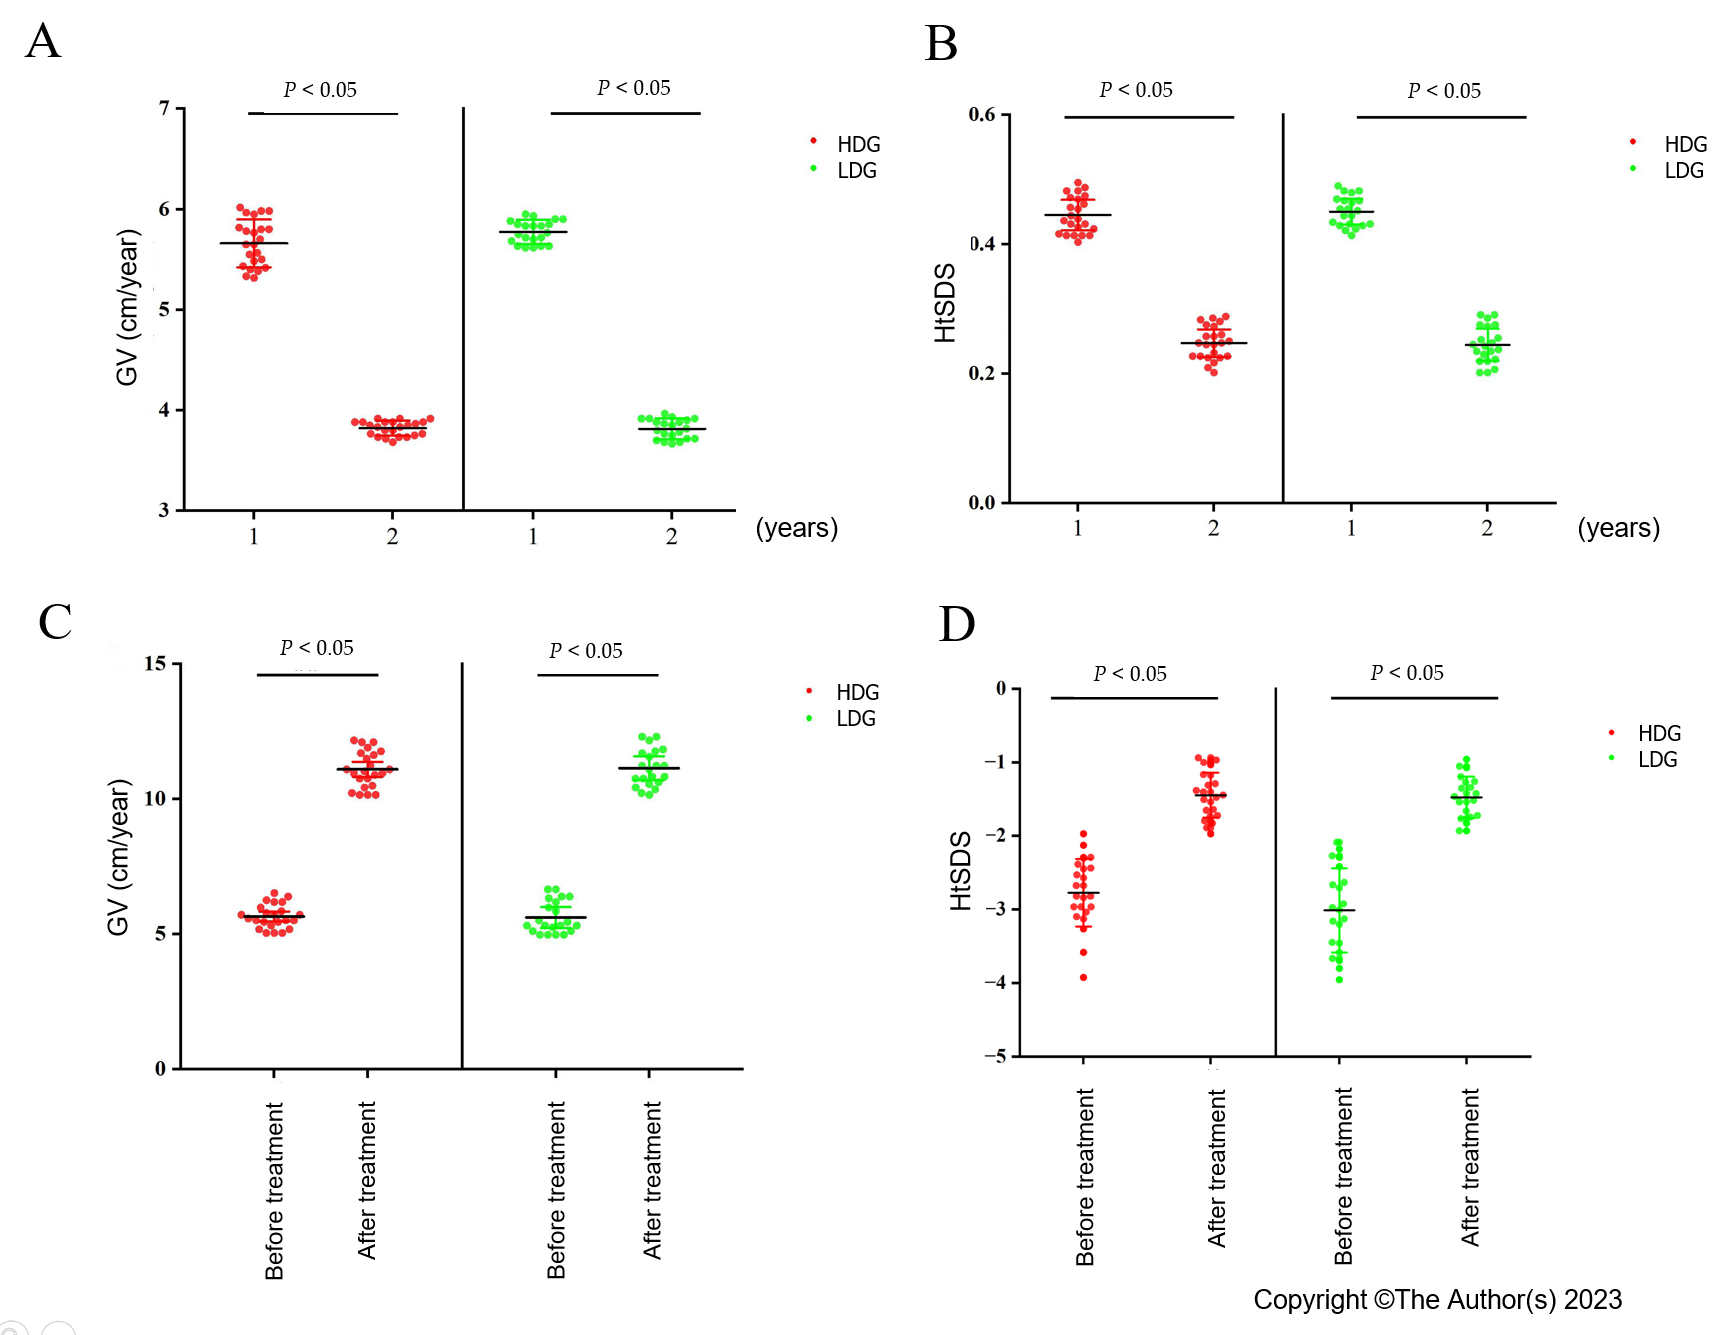 A
P < 0.05
P < 0.05
HDG
LDG
7
6
5
4
3
GV (cm/year)
1
2
1
2
(years)
B
P < 0.05
P < 0.05
HDG
LDG
0.6
0.4
0.2
0.0
HtSDS
1
2
1
2
(years)
C
P < 0.05
P < 0.05
HDG
LDG
15
10
5
0
GV (cm/year)
Before treatment
After treatment
Before treatment
After treatment
D
P < 0.05
P < 0.05
HDG
LDG
0
−1
−2
−3
−4
−5
HtSDS
Before treatment
After treatment
Before treatment
After treatment
Copyright ©The Author(s) 2023